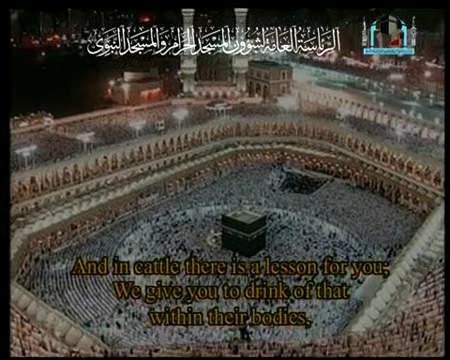 الرئاسة العامة لشؤون المسجد الحرام والمسجد النبوي
And in cattle there is a lesson for you;
We give you to drink of that
within their bodies,